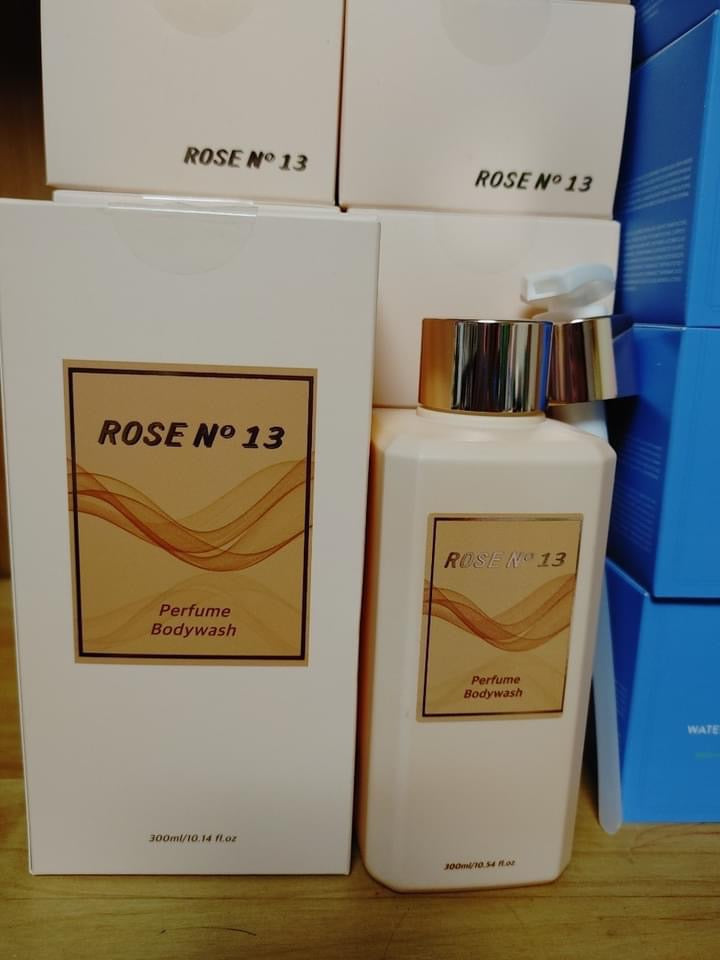 ROSE Nº 13
ROSE Nº 13
ROSE Nº 13
Perfume
Bodywash
300ml/10.14 fl.oz
ROSE Nº 13
Perfume
Bodywash
300ml/10.54 fl.oz